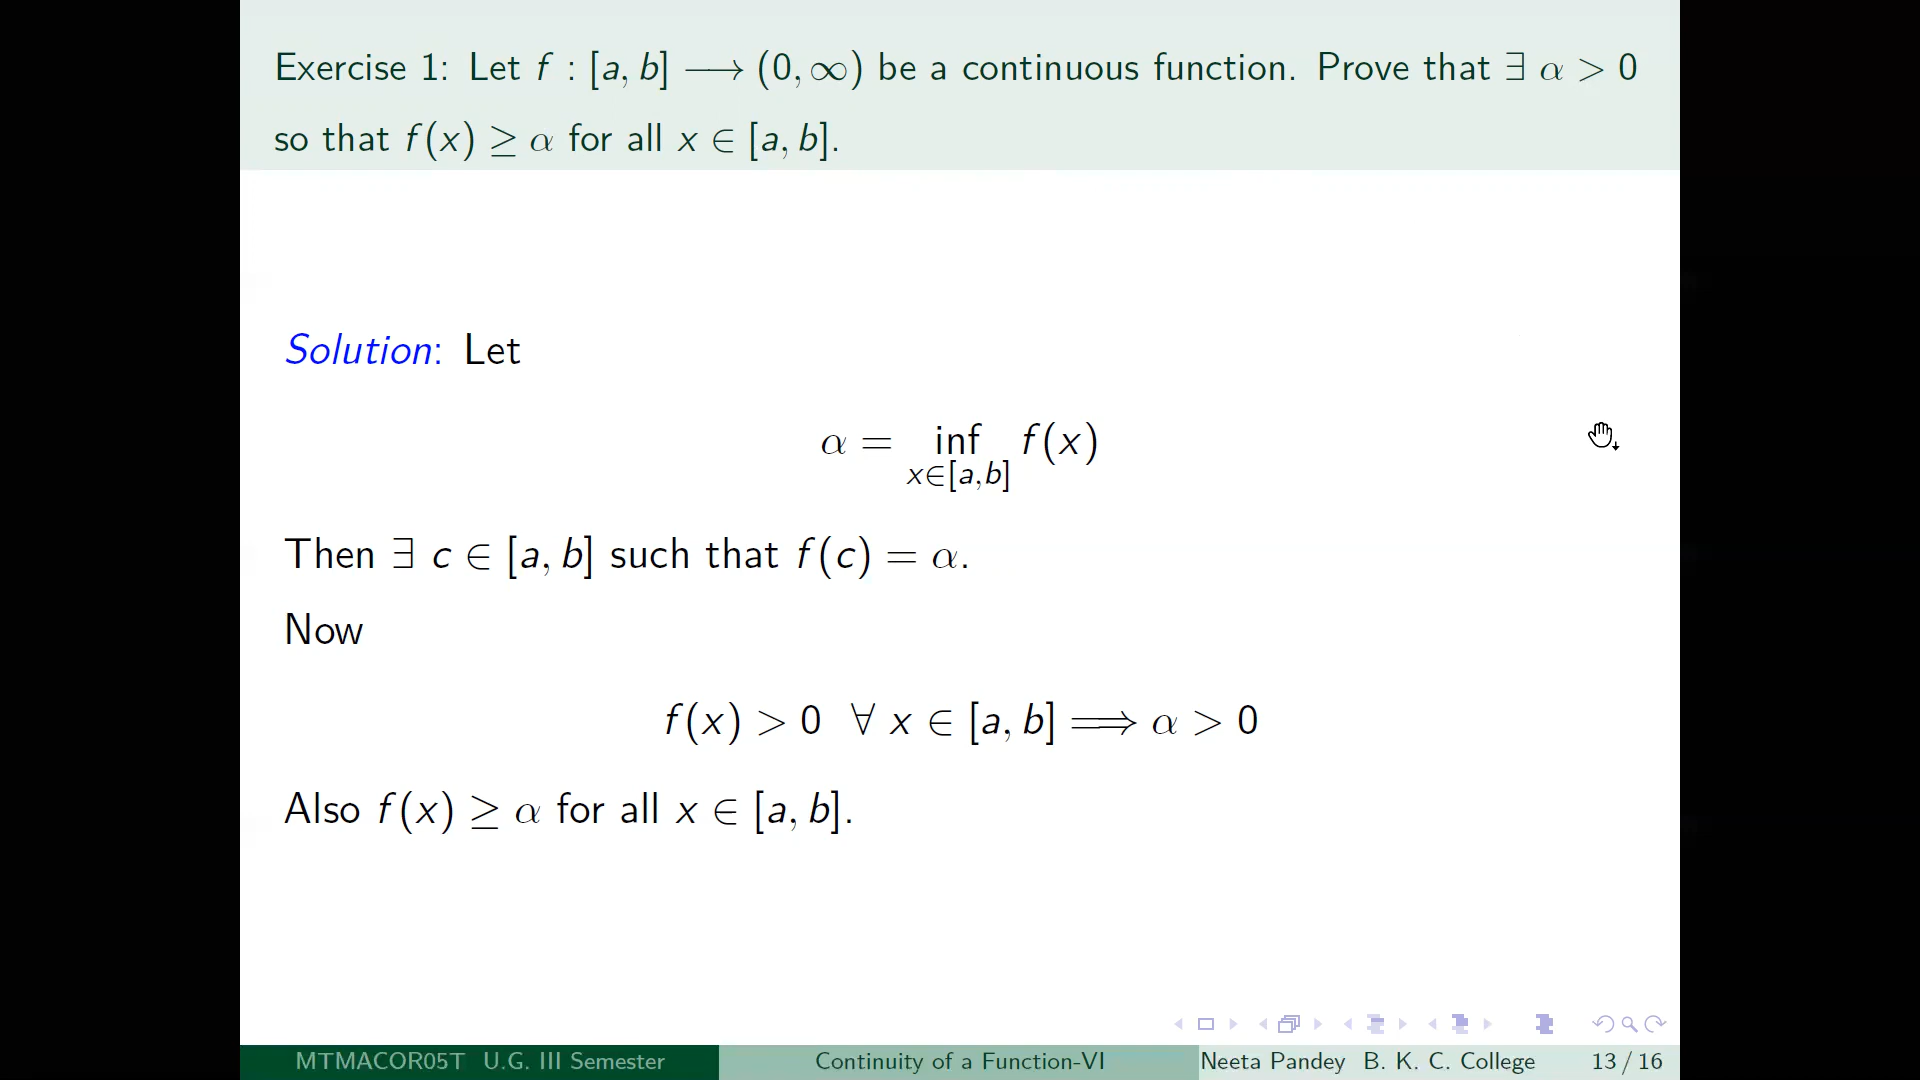 Exercise 1: Let f : [a, b] ⟶ (0, ∞) be a continuous function. Prove that ∃ α > 0
so that f(x) ≥ α for all x ∈ [a, b].
Solution: Let
α = inf f(x)
x∈[a,b]
Then ∃ c ∈ [a, b] such that f(c) = α.
Now
f(x) > 0 ∀ x ∈ [a, b] ⟹ α > 0
Also f(x) ≥ α for all x ∈ [a, b].
MTMACOR05T U.G. III Semester Continuity of a Function-VI Neeta Pandey B. K. C. College 13 / 16